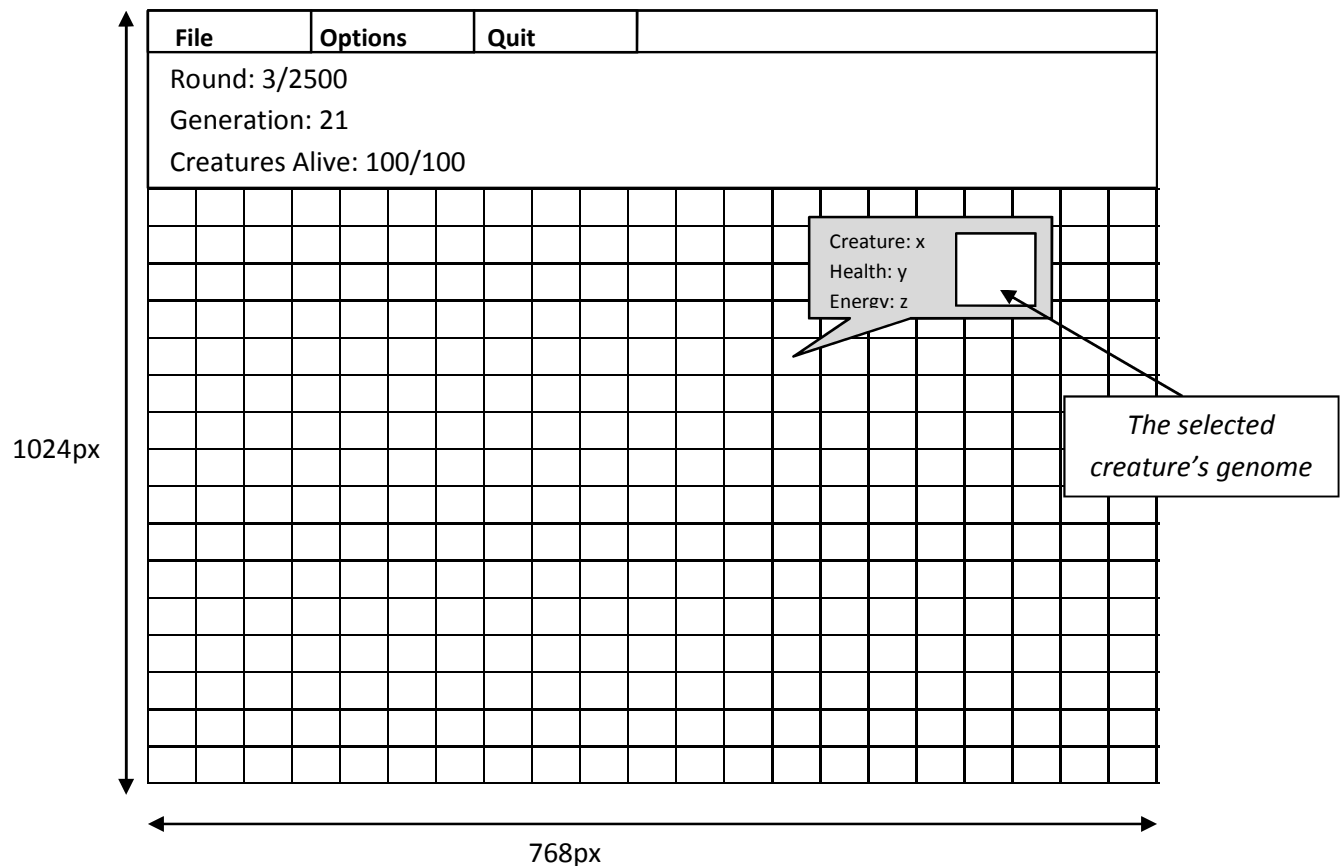 File Options Quit
Round: 3/2500
Generation: 21
Creatures Alive: 100/100
Creature: x
Health: y
Energy: z
The selected
creature’s genome
1024px
768px